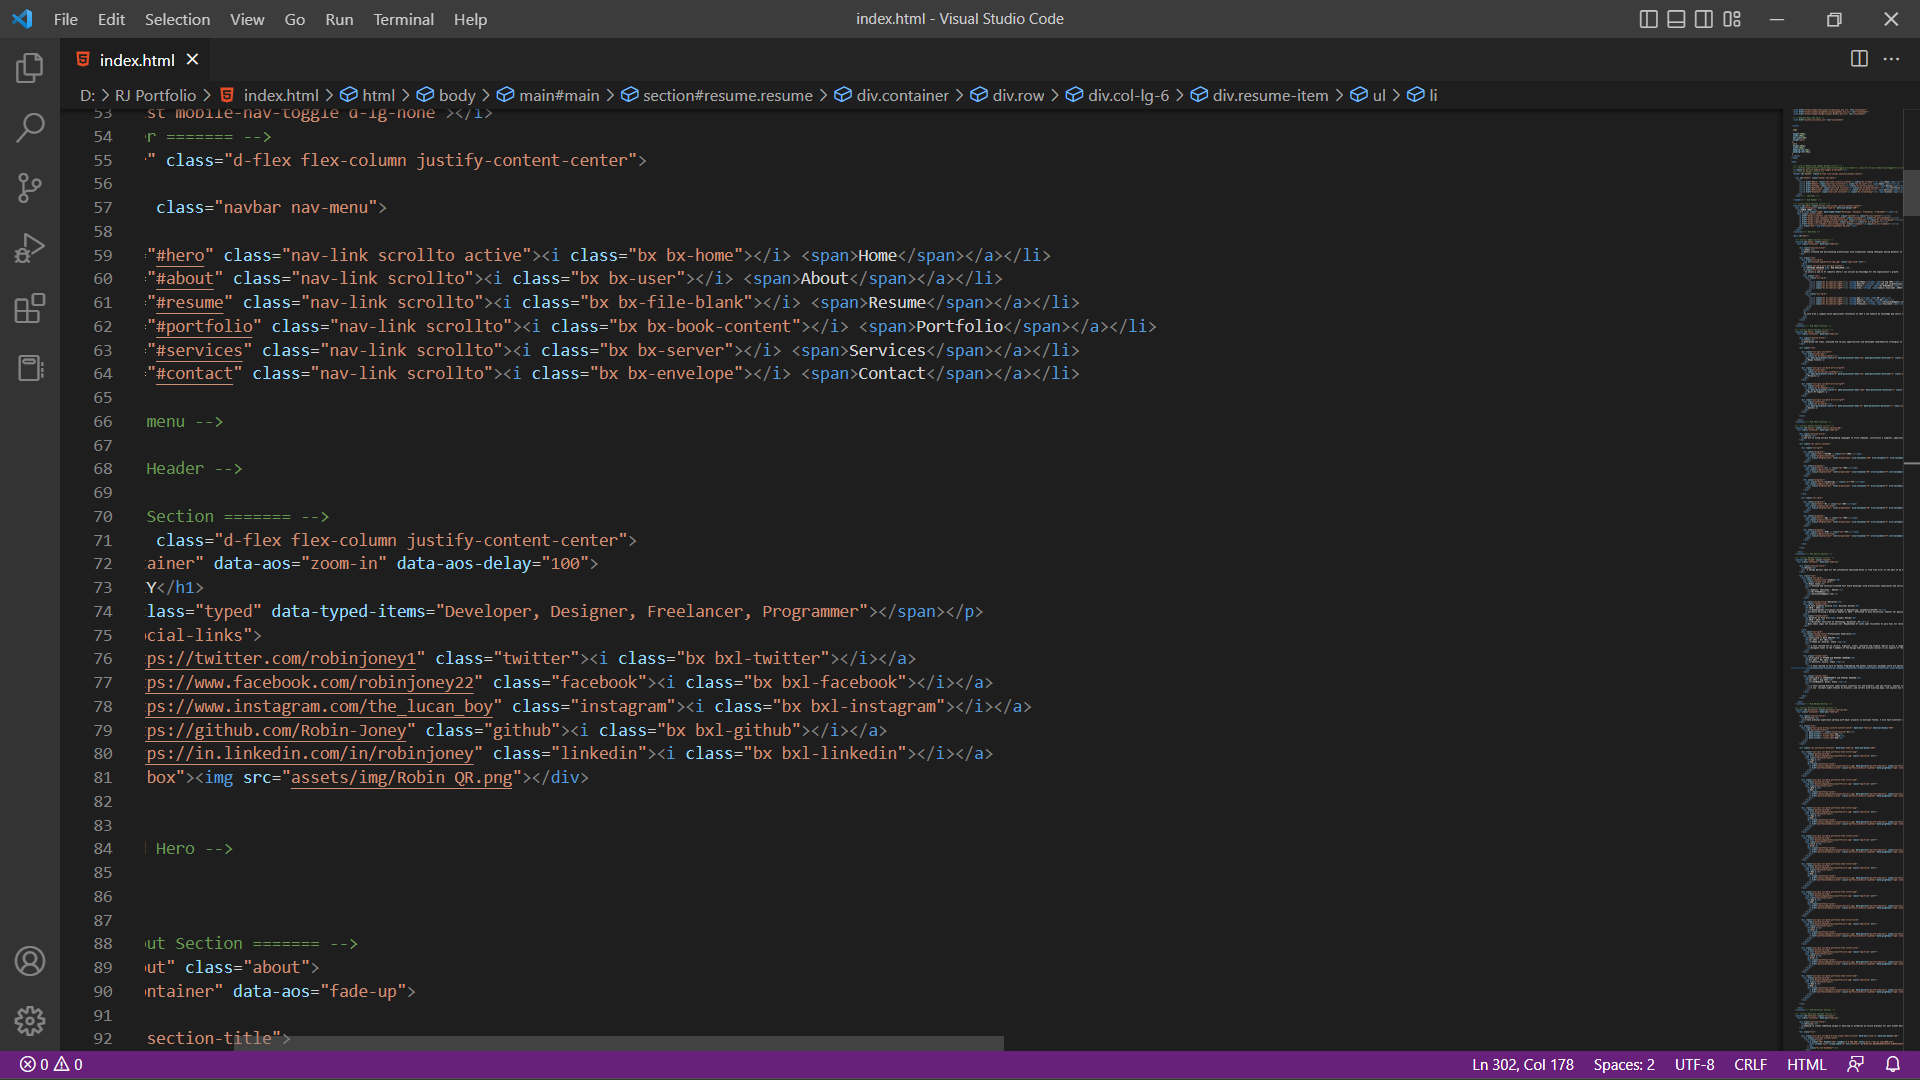 File Edit Selection View Go Run Terminal Help
index.html - Visual Studio Code
index.html
D: > RJ Portfolio > index.html > html > body > main#main > section#resume.resume > div.container > div.row > div.col-lg-6 > div.resume-item > ul > li
53 st mobile-nav-toggle d-lg-none"></i>
54 r ======= -->
55 " class="d-flex flex-column justify-content-center">
56
57 class="navbar nav-menu">
58
59 ="#hero" class="nav-link scrollto active"><i class="bx bx-home"></i> <span>Home</span></a></li>
60 ="#about" class="nav-link scrollto"><i class="bx bx-user"></i> <span>About</span></a></li>
61 ="#resume" class="nav-link scrollto"><i class="bx bx-file-blank"></i> <span>Resume</span></a></li>
62 ="#portfolio" class="nav-link scrollto"><i class="bx bx-book-content"></i> <span>Portfolio</span></a></li>
63 ="#services" class="nav-link scrollto"><i class="bx bx-server"></i> <span>Services</span></a></li>
64 ="#contact" class="nav-link scrollto"><i class="bx bx-envelope"></i> <span>Contact</span></a></li>
65
66 menu -->
67
68 Header -->
69
70 Section ======= -->
71 class="d-flex flex-column justify-content-center">
72 ainer" data-aos="zoom-in" data-aos-delay="100">
73 Y</h1>
74 class="typed" data-typed-items="Developer, Designer, Freelancer, Programmer"></span></p>
75 ocial-links">
76 ps://twitter.com/robinjoney1" class="twitter"><i class="bx bxl-twitter"></i></a>
77 ps://www.facebook.com/robinjoney22" class="facebook"><i class="bx bxl-facebook"></i></a>
78 ps://www.instagram.com/the_lucan_boy" class="instagram"><i class="bx bxl-instagram"></i></a>
79 ps://github.com/Robin-Joney" class="github"><i class="bx bxl-github"></i></a>
80 ps://in.linkedin.com/in/robinjoney" class="linkedin"><i class="bx bxl-linkedin"></i></a>
81 box"><img src="assets/img/Robin QR.png"></div>
82
83
84 Hero -->
85
86
87
88 out Section ======= -->
89 out" class="about">
90 ontainer" data-aos="fade-up">
91
92 section-title">
0 0
Ln 302, Col 178 Spaces: 2 UTF-8 CRLF HTML